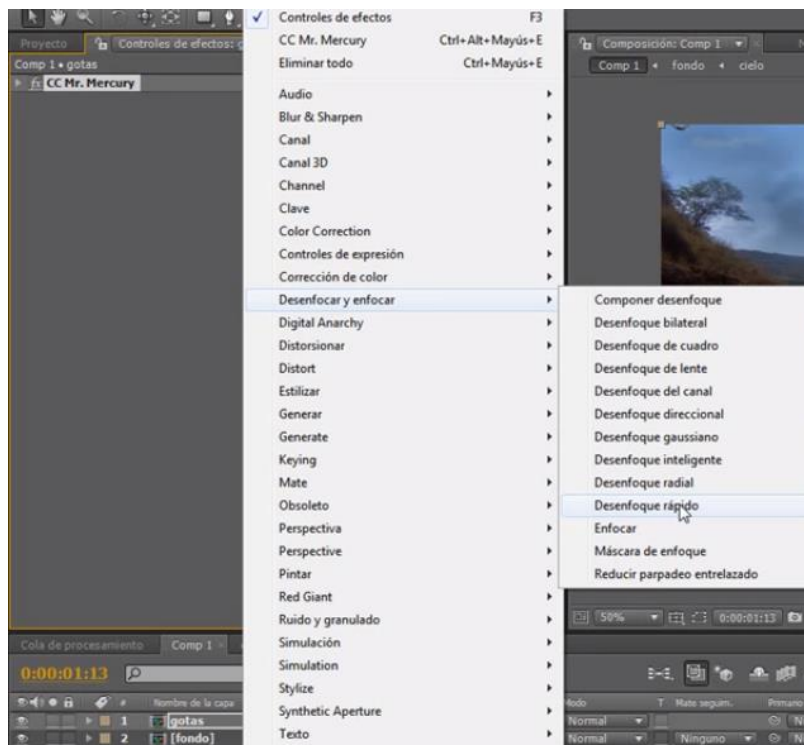 Controles de efectos F3
CC Mr. Mercury Ctrl+Alt+Mayús+E
Eliminar todo Ctrl+Mayús+E
Audio
Blur & Sharpen
Canal
Canal 3D
Channel
Clave
Color Correction
Controles de expresión
Corrección de color
Desenfocar y enfocar
Digital Anarchy
Distorsionar
Distort
Estilizar
Generar
Generate
Keying
Mate
Obsoleto
Perspectiva
Perspective
Pintar
Red Giant
Ruido y granulado
Simulación
Simulation
Stylize
Synthetic Aperture
Texto
Componer desenfoque
Desenfoque bilateral
Desenfoque de cuadro
Desenfoque de lente
Desenfoque del canal
Desenfoque direccional
Desenfoque gaussiano
Desenfoque inteligente
Desenfoque radial
Desenfoque rápido
Enfocar
Máscara de enfoque
Reducir parpadeo entrelazado
Proyecto Controles de efectos: g
Comp 1 • gotas
fx CC Mr. Mercury
Composición: Comp 1
Comp 1 fondo cielo
50% 0:00:01:13
Cola de procesamiento Comp 1
0:00:01:13
# Nombre de la capa Modo T Mate seguim. Primario
1 gotas Normal
2 [fondo] Normal Ninguno